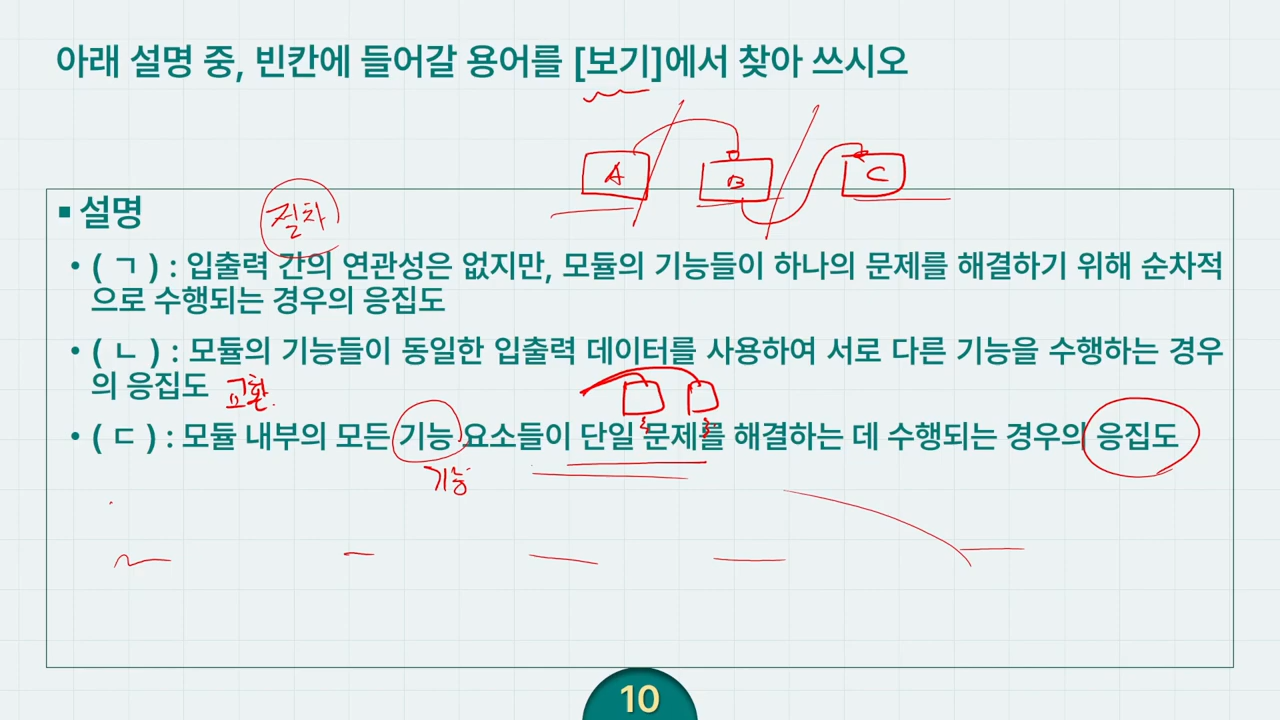 아래 설명 중, 빈칸에 들어갈 용어를 [보기]에서 찾아 쓰시오
A B C
▪ 설명
절차
• ( ㄱ ) : 입출력 간의 연관성은 없지만, 모듈의 기능들이 하나의 문제를 해결하기 위해 순차적
으로 수행되는 경우의 응집도
• ( ㄴ ) : 모듈의 기능들이 동일한 입출력 데이터를 사용하여 서로 다른 기능을 수행하는 경우
의 응집도 교환
• ( ㄷ ) : 모듈 내부의 모든 기능 요소들이 단일 문제를 해결하는 데 수행되는 경우의 응집도
기능
10